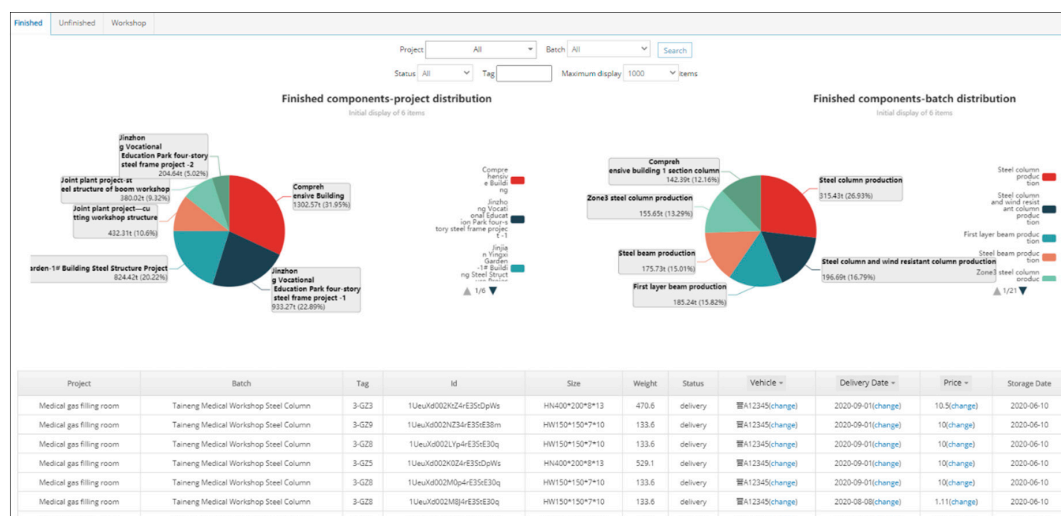 Finished Unfinished Workshop
Project All Batch All Search
Status All Tag Maximum display 1000 items
Finished components-project distribution
Initial display of 6 items
Jinzhon
g Vocational
Education Park four-story
steel frame project -2
204.64t (5.02%)
Joint plant project-st
eel structure of boom workshop
380.02t (9.32%)
Joint plant project—cu
tting workshop structure
432.31t (10.6%)
arden-1# Building Steel Structure Project
824.42t (20.22%)
Compreh
ensive Building
1302.57t (31.95%)
Jinzhon
g Vocational
Education Park four-story
steel frame project -1
933.27t (22.89%)
Compre
hensiv
e Buildi
ng
Jinzho
ng Vocati
onal Educat
ion Park four-s
tory steel frame projec
t -1
Jinjia
n Yingxi
Garden
-1# Buildi
ng Steel Struct
1/6
Finished components-batch distribution
Initial display of 6 items
Compreh
ensive building 1 section column
142.39t (12.16%)
Zone3 steel column production
155.65t (13.29%)
Steel beam production
175.73t (15.01%)
First layer beam production
185.24t (15.82%)
Steel column production
315.43t (26.93%)
Steel column and wind resistant column production
196.69t (16.79%)
Steel column
produc
tion
Steel column
and wind resist
ant column
produc
tion
First layer beam produc
tion
Steel beam produc
tion
Zone3 steel column
produc
1/21
Project Batch Tag Id Size Weight Status Vehicle Delivery Date Price Storage Date
Medical gas filling room Taineng Medical Workshop Steel Column 3-GZ3 1UeuXd002KtZ4rE3StDpWs HN400*200*8*13 470.6 delivery A12345(change) 2020-09-01(change) 10.5(change) 2020-06-10
Medical gas filling room Taineng Medical Workshop Steel Column 3-GZ9 1UeuXd002NZ34rE3StE38m HW150*150*7*10 133.6 delivery A12345(change) 2020-09-01(change) 10(change) 2020-06-10
Medical gas filling room Taineng Medical Workshop Steel Column 3-GZ8 1UeuXd002LYp4rE3StE30q HW150*150*7*10 133.6 delivery A12345(change) 2020-09-01(change) 10(change) 2020-06-10
Medical gas filling room Taineng Medical Workshop Steel Column 3-GZ5 1UeuXd002K0Z4rE3StDpWs HN400*200*8*13 529.1 delivery A12345(change) 2020-09-01(change) 10(change) 2020-06-10
Medical gas filling room Taineng Medical Workshop Steel Column 3-GZ8 1UeuXd002M0p4rE3StE30q HW150*150*7*10 133.6 delivery A12345(change) 2020-09-01(change) 10(change) 2020-06-10
Medical gas filling room Taineng Medical Workshop Steel Column 3-GZ8 1UeuXd002M8J4rE3StE30q HW150*150*7*10 133.6 delivery A12345(change) 2020-08-08(change) 1.11(change) 2020-06-10